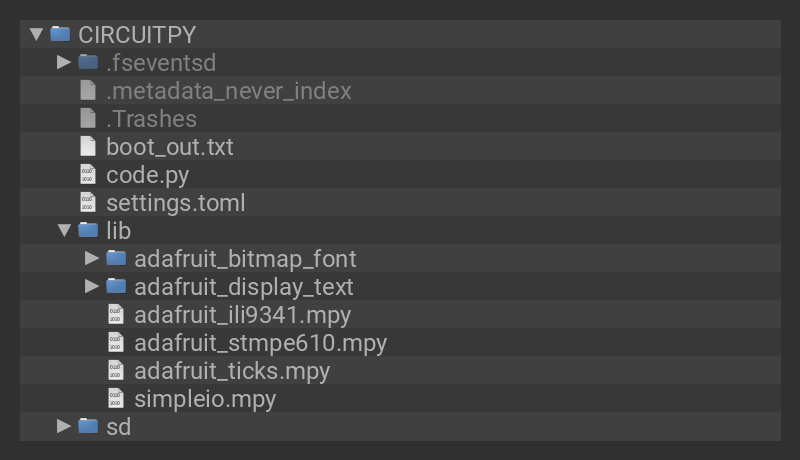 CIRCUITPY
.fseventsd
.metadata_never_index
.Trashes
boot_out.txt
code.py
settings.toml
lib
adafruit_bitmap_font
adafruit_display_text
adafruit_ili9341.mpy
adafruit_stmpe610.mpy
adafruit_ticks.mpy
simpleio.mpy
sd